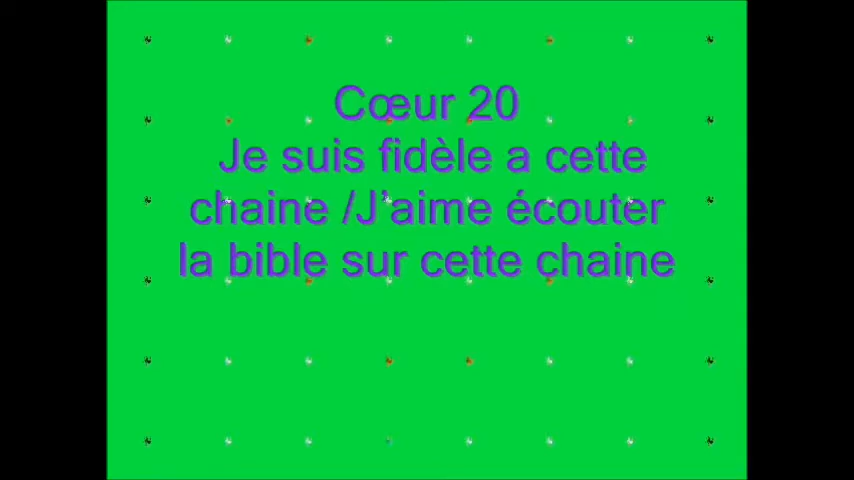 Cœur 20
Je suis fidèle a cette
chaine /J’aime écouter
la bible sur cette chaine